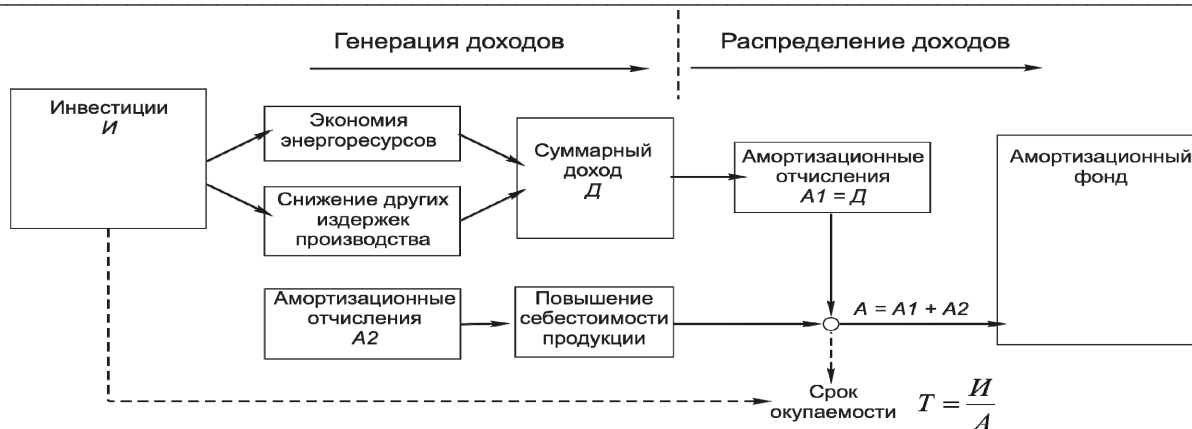 Генерация доходов
Распределение доходов
Инвестиции
И
Экономия
энергоресурсов
Снижение других
издержек
производства
Суммарный
доход
Д
Амортизационные
отчисления
А1 = Д
Амортизационный
фонд
Амортизационные
отчисления
А2
Повышение
себестоимости
продукции
А = А1 + А2
Срок
окупаемости
T = И / А